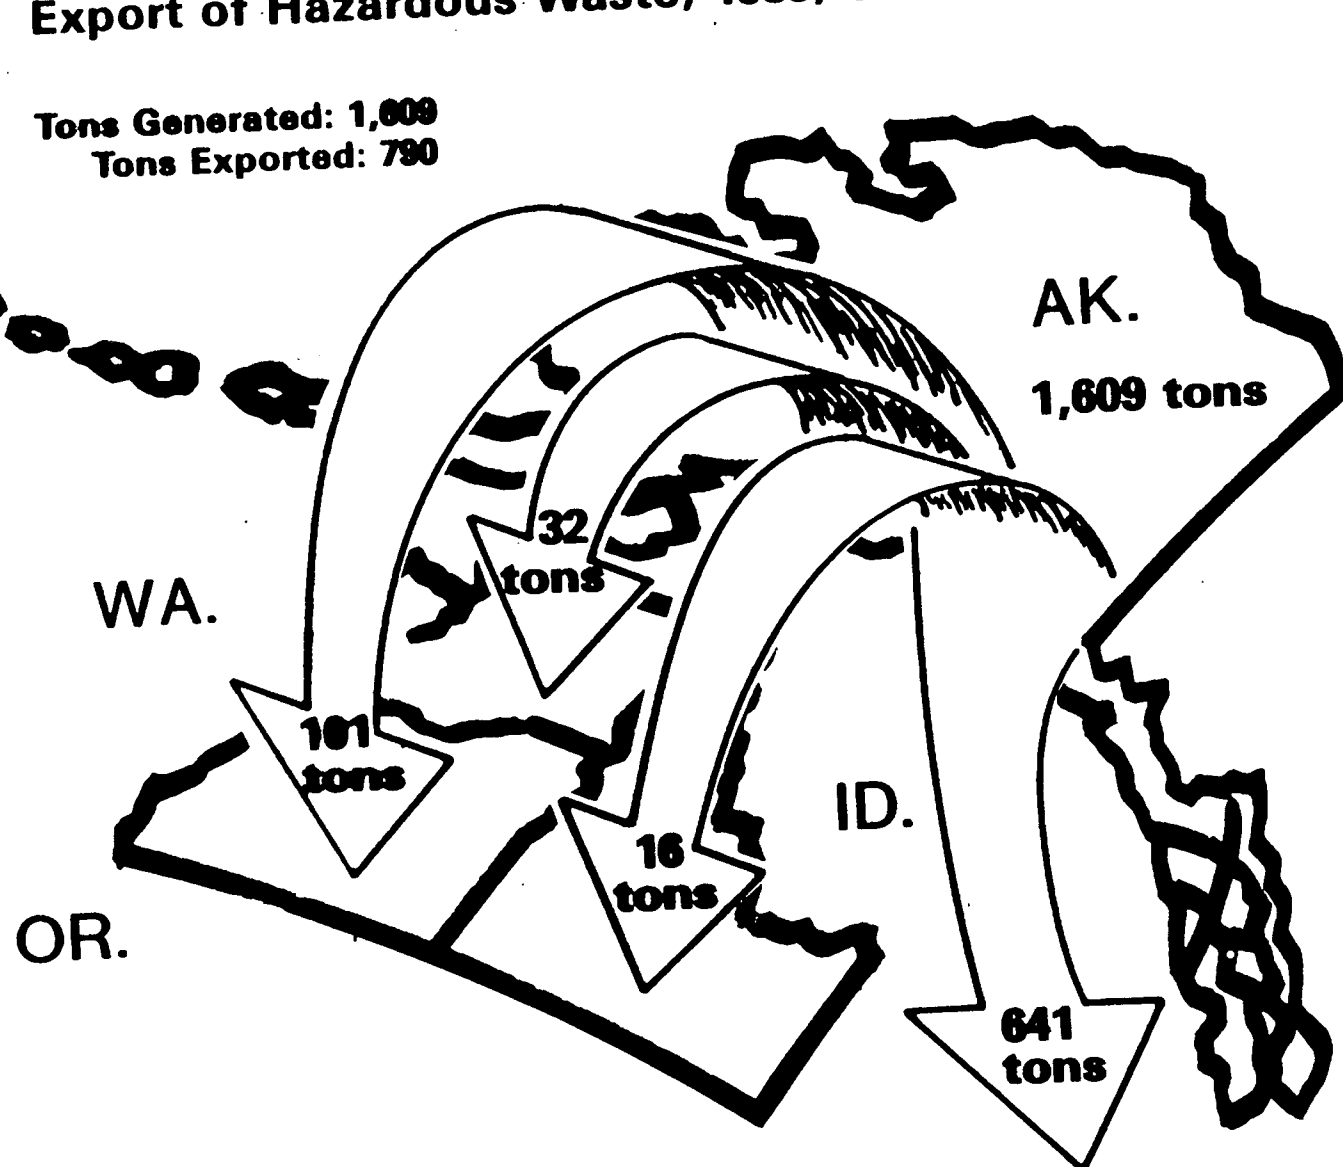 Export of Hazardous Waste,
Tons Generated: 1,609
Tons Exported: 790
AK.
1,609 tons
32
tons
WA.
101
tons
ID.
16
tons
OR.
641
tons